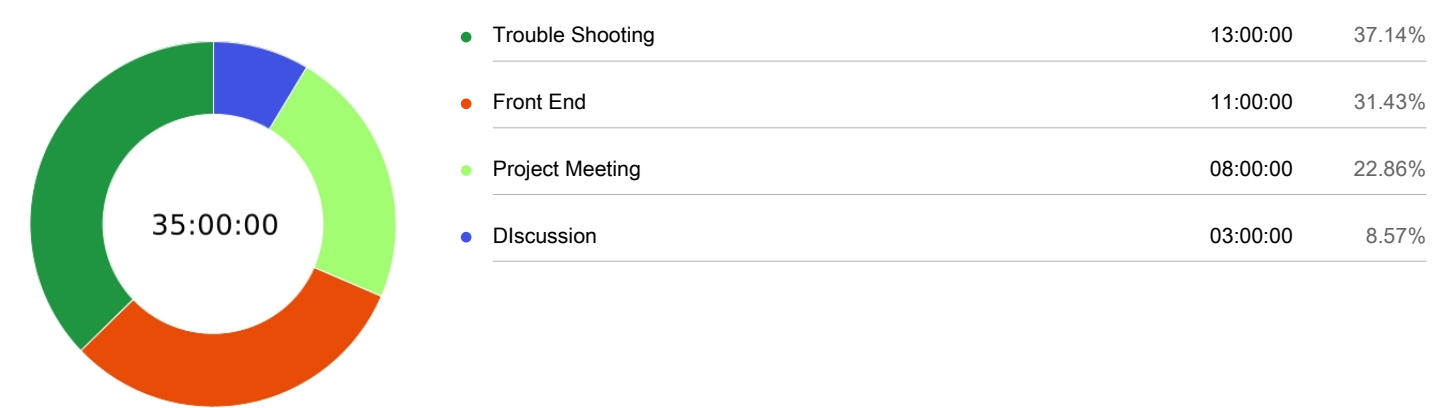 Trouble Shooting 13:00:00 37.14%
Front End 11:00:00 31.43%
Project Meeting 08:00:00 22.86%
DIscussion 03:00:00 8.57%
35:00:00